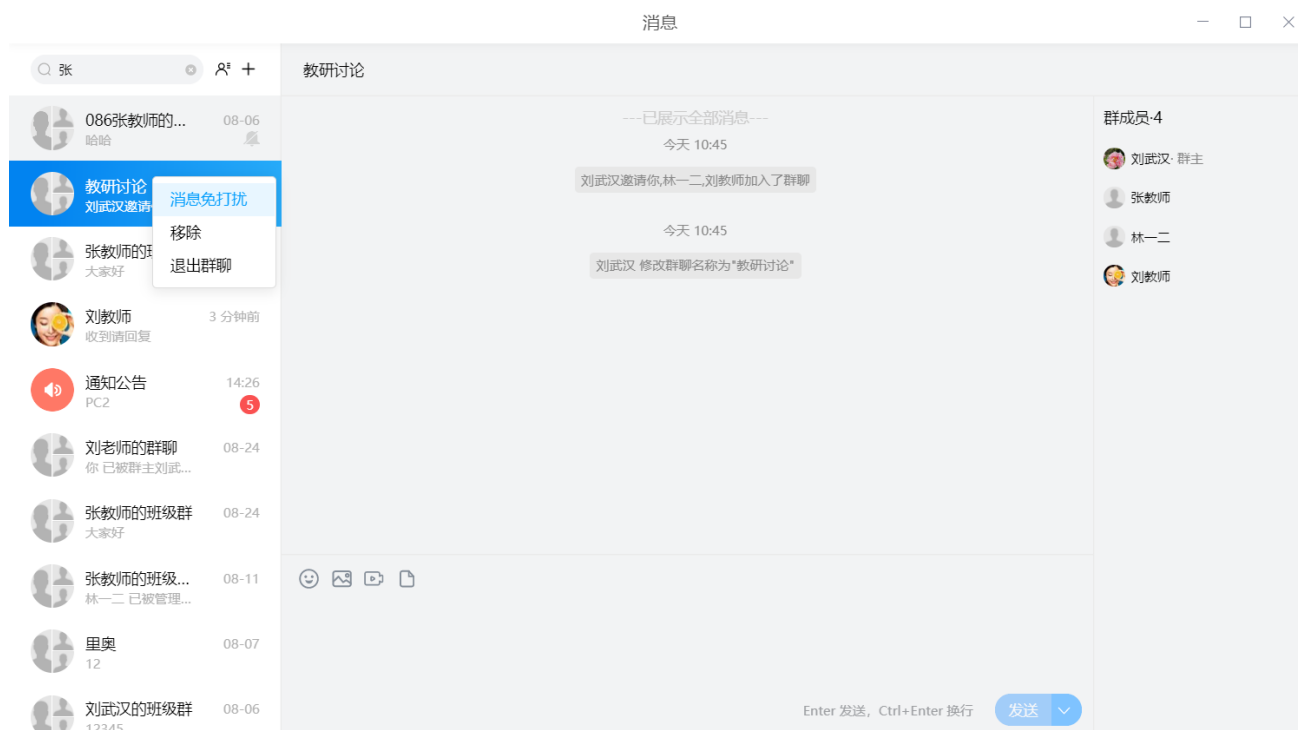 消息
张
教研讨论
086张教师的... 08-06
哈哈
教研讨论
刘武汉邀请
消息免打扰
移除
退出群聊
张教师的
大家好
刘教师 3 分钟前
收到请回复
通知公告 14:26
PC2 5
刘老师的群聊 08-24
你 已被群主刘武...
张教师的班级群 08-24
大家好
张教师的班级... 08-11
林一二 已被管理...
里奥 08-07
12
刘武汉的班级群 08-06
12345
---已展示全部消息---
今天 10:45
刘武汉邀请你,林一二,刘教师加入了群聊
今天 10:45
刘武汉 修改群聊名称为"教研讨论"
Enter 发送，Ctrl+Enter 换行 发送
群成员·4
刘武汉· 群主
张教师
林一二
刘教师